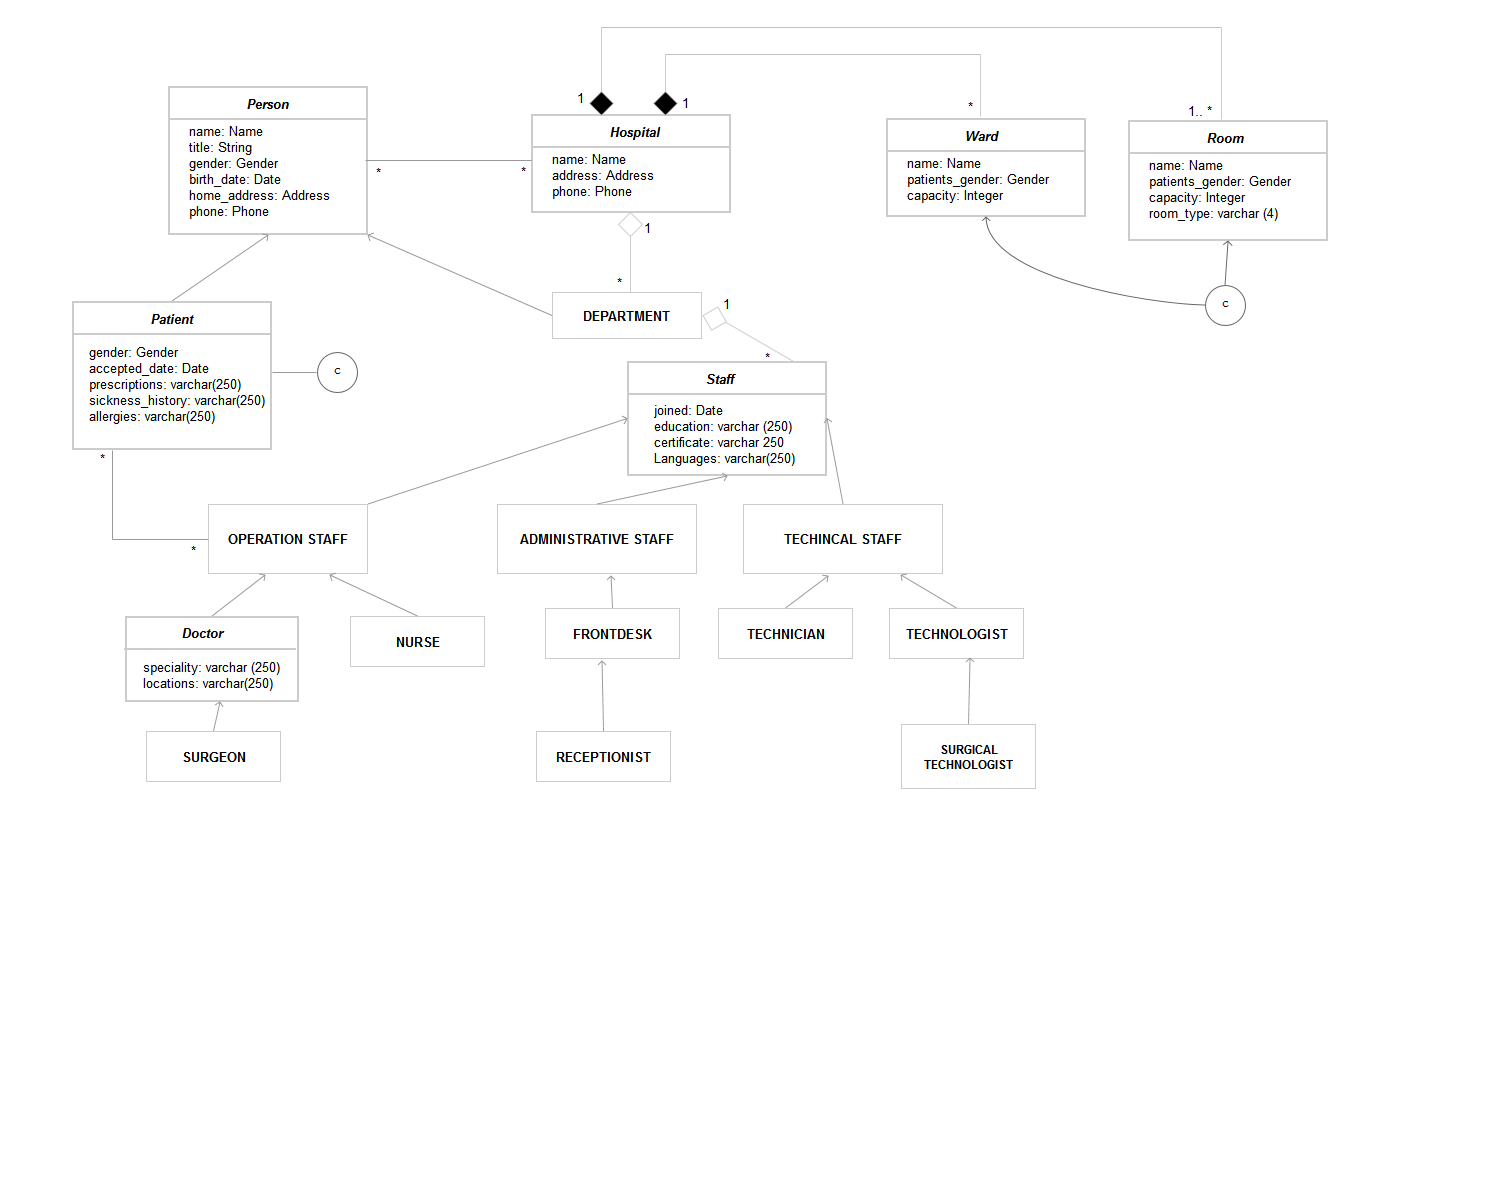 Person
name: Name
title: String
gender: Gender
birth_date: Date
home_address: Address
phone: Phone
*
*
1
1
Hospital
name: Name
address: Address
phone: Phone
*
Ward
name: Name
patients_gender: Gender
capacity: Integer
1.. *
Room
name: Name
patients_gender: Gender
capacity: Integer
room_type: varchar (4)
C
1
*
DEPARTMENT
1
*
Patient
gender: Gender
accepted_date: Date
prescriptions: varchar(250)
sickness_history: varchar(250)
allergies: varchar(250)
C
*
*
Staff
joined: Date
education: varchar (250)
certificate: varchar 250
Languages: varchar(250)
OPERATION STAFF
ADMINISTRATIVE STAFF
TECHINCAL STAFF
Doctor
speciality: varchar (250)
locations: varchar(250)
NURSE
FRONTDESK
TECHNICIAN
TECHNOLOGIST
SURGEON
RECEPTIONIST
SURGICAL
TECHNOLOGIST